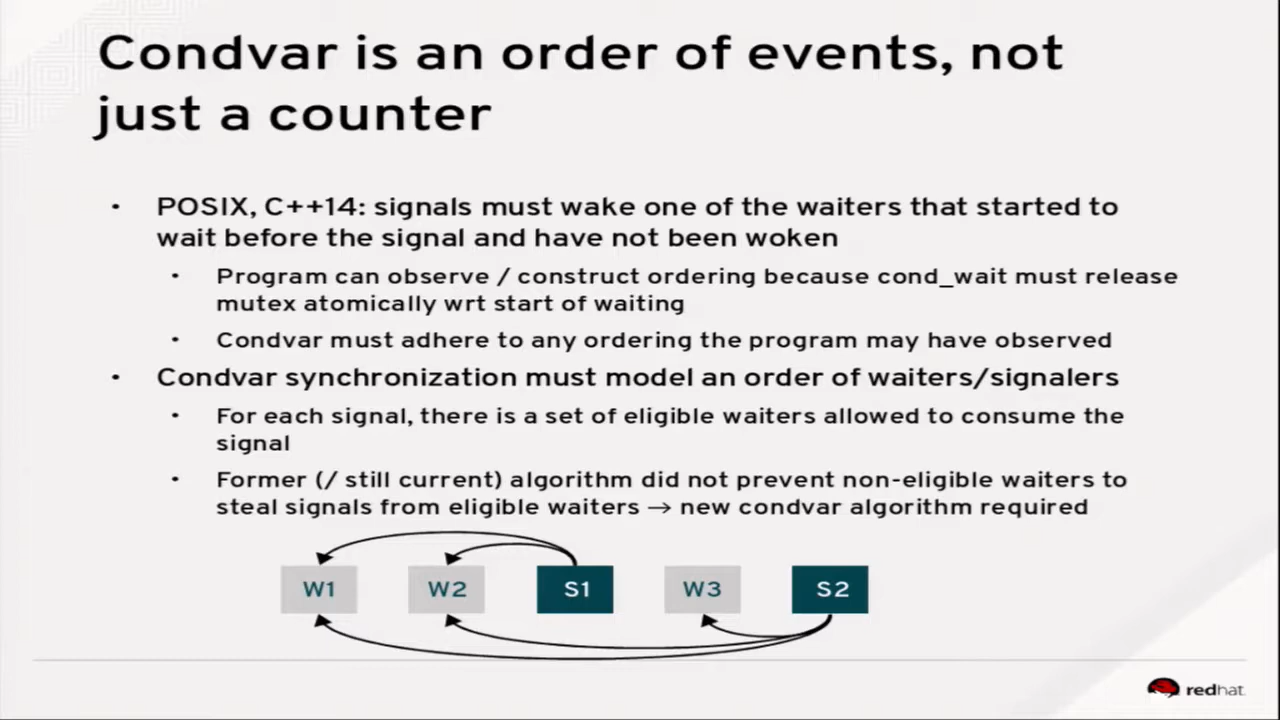 Condvar is an order of events, not
just a counter
• POSIX, C++14: signals must wake one of the waiters that started to
wait before the signal and have not been woken
• Program can observe / construct ordering because cond_wait must release
mutex atomically wrt start of waiting
• Condvar must adhere to any ordering the program may have observed
• Condvar synchronization must model an order of waiters/signalers
• For each signal, there is a set of eligible waiters allowed to consume the
signal
• Former (/ still current) algorithm did not prevent non-eligible waiters to
steal signals from eligible waiters → new condvar algorithm required
W1 W2 S1 W3 S2
redhat.